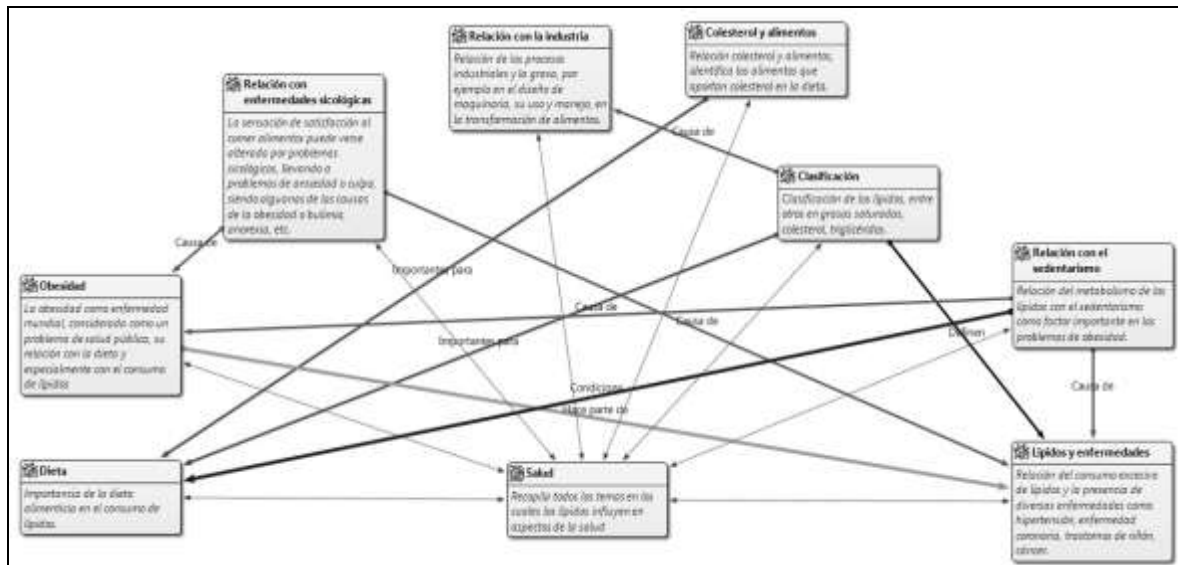 Relación con la industria
Relación de los procesos
industriales y la grasa, por
ejemplo en el diseño de
maquinaria, su uso y manejo, en
la transformación de alimentos.
Colesterol y alimentos
Relación colesterol y alimentos,
identifica los alimentos que
aportan colesterol en la dieta.
Relación con
enfermedades sicológicas
La sensación de satisfacción al
comer alimentos puede verse
alterada por problemas
sicológicos, llevando a
problemas de ansiedad o culpa,
siendo algunas de las causas
de la obesidad o bulimia,
anorexia, etc.
Causa de
Clasificación
Clasificación de los lípidos, entre
otros en grasas saturadas,
colesterol, triglicéridos.
Causa de
Relación con el
sedentarismo
Relación del metabolismo de los
lípidos con el sedentarismo
como factor importante en los
problemas de obesidad.
Importantes para
Obesidad
La obesidad como enfermedad
mundial, considerada como un
problema de salud pública, su
relación con la dieta y
especialmente con el consumo
de lípidos
Causa de
Causa de
Definen
Importantes para
Condiciona
Hace parte de
Causa de
Dieta
Importancia de la dieta
alimenticia en el consumo de
lípidos.
Salud
Recopila todos los temas en los
cuales los lípidos influyen en
aspectos de la salud
Lípidos y enfermedades
Relación del consumo excesivo
de lípidos y la presencia de
diversas enfermedades como
hipertensión, enfermedad
coronaria, trastornos de riñón,
cáncer.